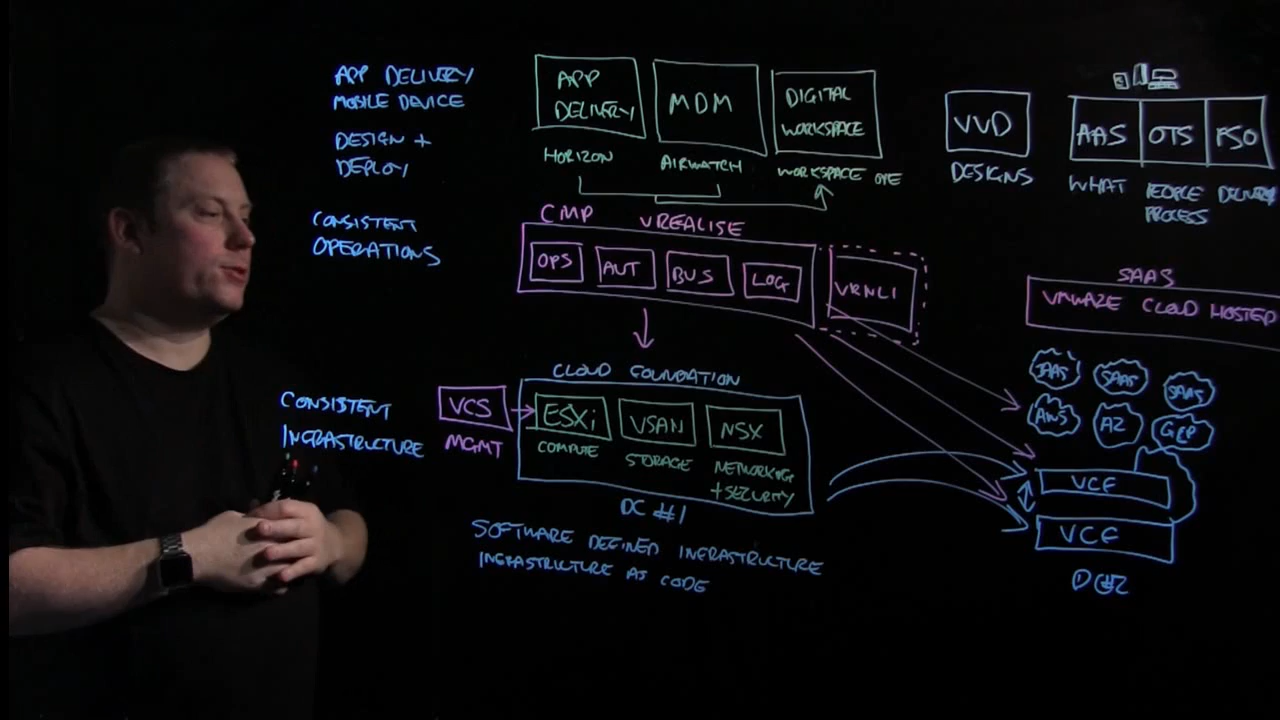 APP DELIVERY
MOBILE DEVICE
DESIGN +
DEPLOY
CONSISTENT
OPERATIONS
CONSISTENT
INFRASTRUCTURE
APP
DELIVERY
HORIZON
MDM
AIRWATCH
DIGITAL
WORKSPACE
WORKSPACE ONE
CMP VREALISE
OPS AUT BUS LOG
VRNLI
CLOUD FOUNDATION
VCS
MGMT
ESXi
COMPUTE
VSAN
STORAGE
NSX
NETWORKING
+ SECURITY
DC #1
SOFTWARE DEFINED INFRASTRUCTURE
INFRASTRUCTURE AS CODE
VVD
DESIGNS
AAS OTS PSO
WHAT
PEOPLE
PROCESS
DELIVERY
SAAS
VMWARE CLOUD HOSTED
SAAS SAAS
AWS AZ GCP
VCF
VCF
DC#2